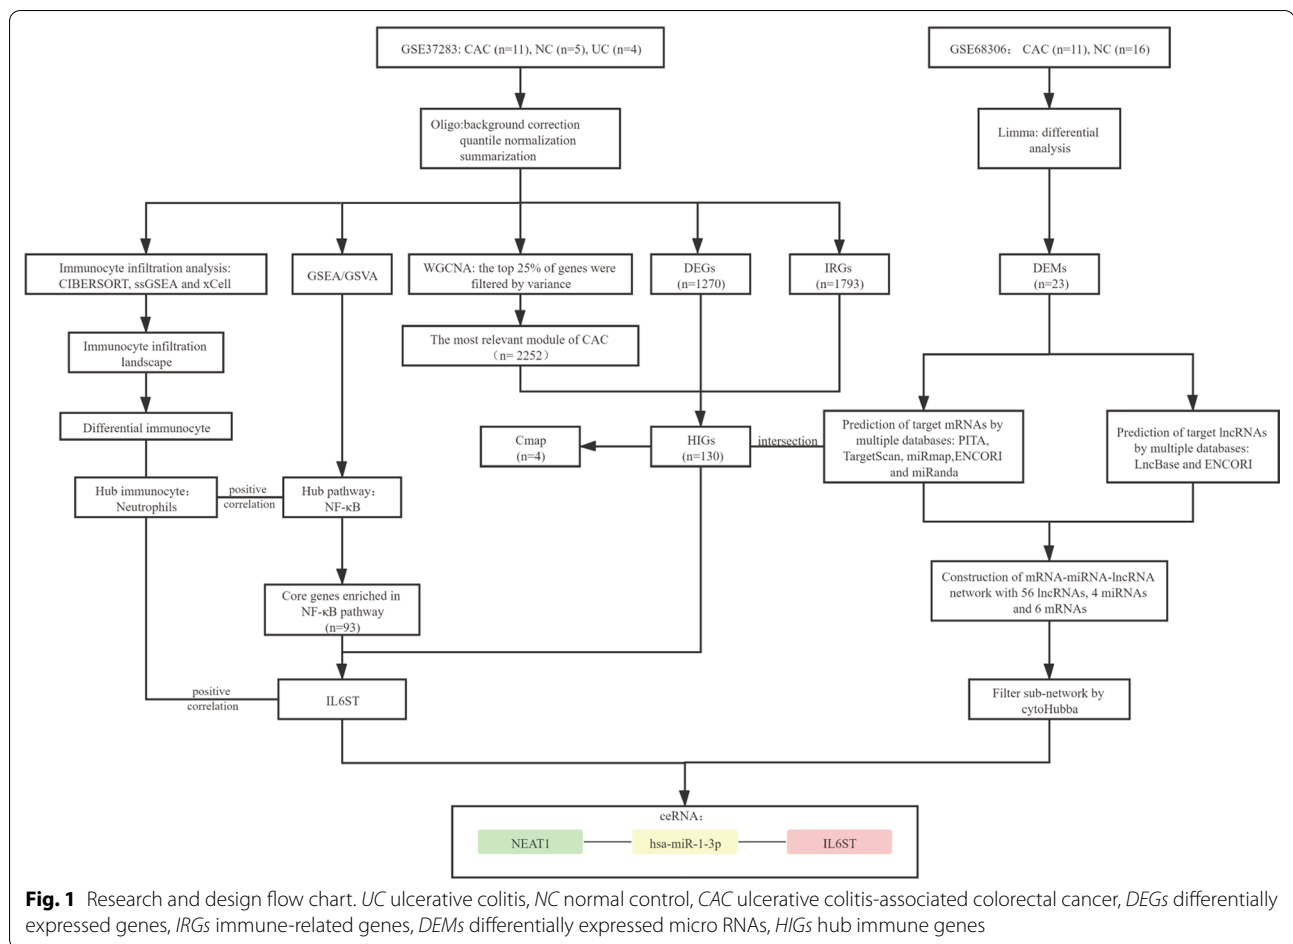 GSE37283: CAC (n=11), NC (n=5), UC (n=4)
GSE68306： CAC (n=11), NC (n=16)
Oligo:background correction
quantile normalization
summarization
Limma: differential
analysis
Immunocyte infiltration analysis:
CIBERSORT, ssGSEA and xCell
GSEA/GSVA
WGCNA: the top 25% of genes were
filtered by variance
DEGs
(n=1270)
IRGs
(n=1793)
DEMs
(n=23)
Immunocyte infiltration
landscape
The most relevant module of CAC
（n= 2252）
Differential immunocyte
Cmap
(n=4)
HIGs
(n=130)
intersection
Prediction of target mRNAs by
multiple databases: PITA,
TargetScan, miRmap,ENCORI
and miRanda
Prediction of target lncRNAs
by multiple databases:
LncBase and ENCORI
Hub immunocyte：
Neutrophils
positive
correlation
Hub pathway：
NF-κB
Core genes enriched in
NF-κB pathway
(n=93)
Construction of mRNA-miRNA-lncRNA
network with 56 lncRNAs, 4 miRNAs
and 6 mRNAs
positive
correlation
IL6ST
Filter sub-network by
cytoHubba
ceRNA：
NEAT1
hsa-miR-1-3p
IL6ST
Fig. 1 Research and design flow chart. UC ulcerative colitis, NC normal control, CAC ulcerative colitis-associated colorectal cancer, DEGs differentially
expressed genes, IRGs immune-related genes, DEMs differentially expressed micro RNAs, HIGs hub immune genes